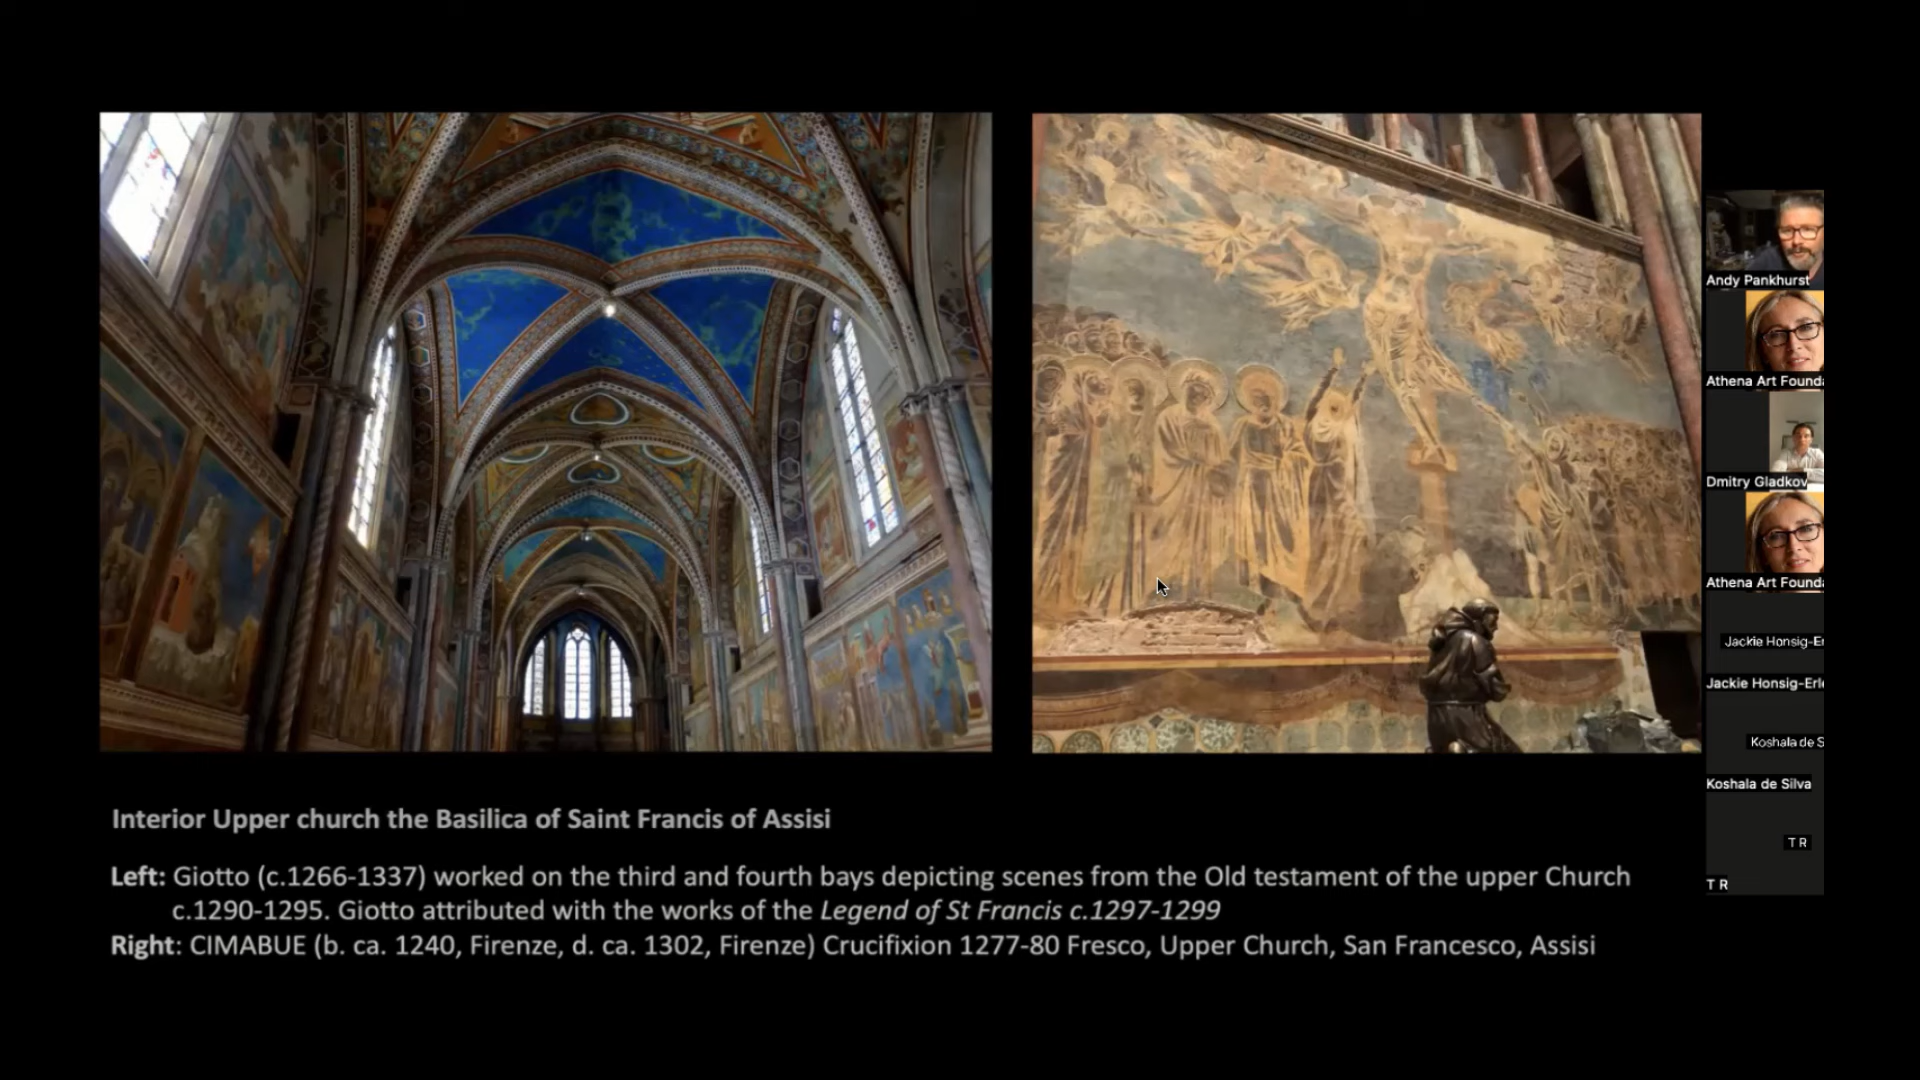 Interior Upper church the Basilica of Saint Francis of Assisi
Left: Giotto (c.1266-1337) worked on the third and fourth bays depicting scenes from the Old testament of the upper Church
c.1290-1295. Giotto attributed with the works of the Legend of St Francis c.1297-1299
Right: CIMABUE (b. ca. 1240, Firenze, d. ca. 1302, Firenze) Crucifixion 1277-80 Fresco, Upper Church, San Francesco, Assisi
Andy Pankhurst
Athena Art Founda
Dmitry Gladkov
Athena Art Founda
Jackie Honsig-Er
Jackie Honsig-Erle
Koshala de S
Koshala de Silva
T R
T R